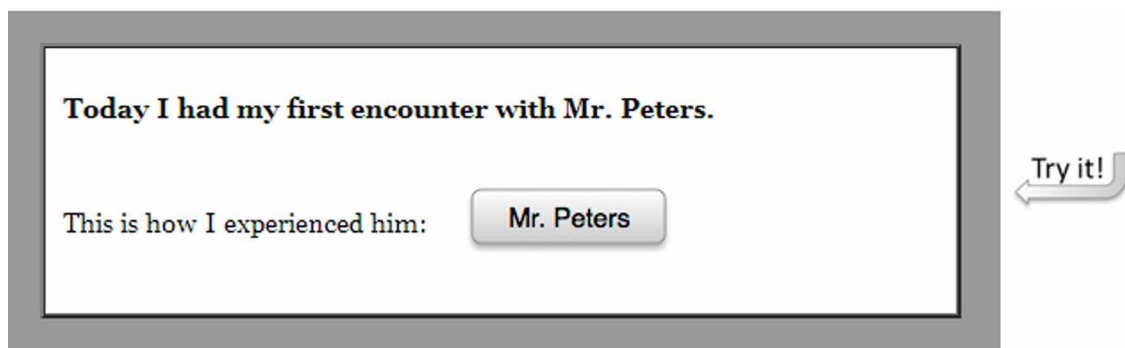 Today I had my first encounter with Mr. Peters.
Try it!
This is how I experienced him: Mr. Peters